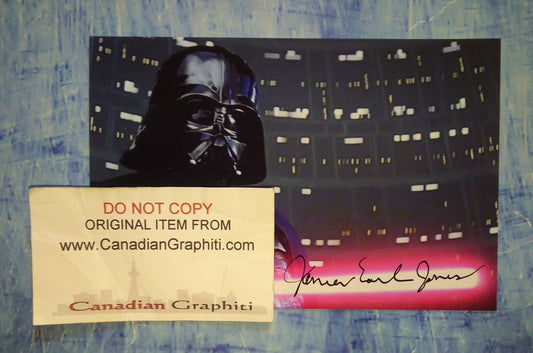 DO NOT COPY
ORIGINAL ITEM FROM
www.CanadianGraphiti.com
Canadian Graphiti
James Earl Jones